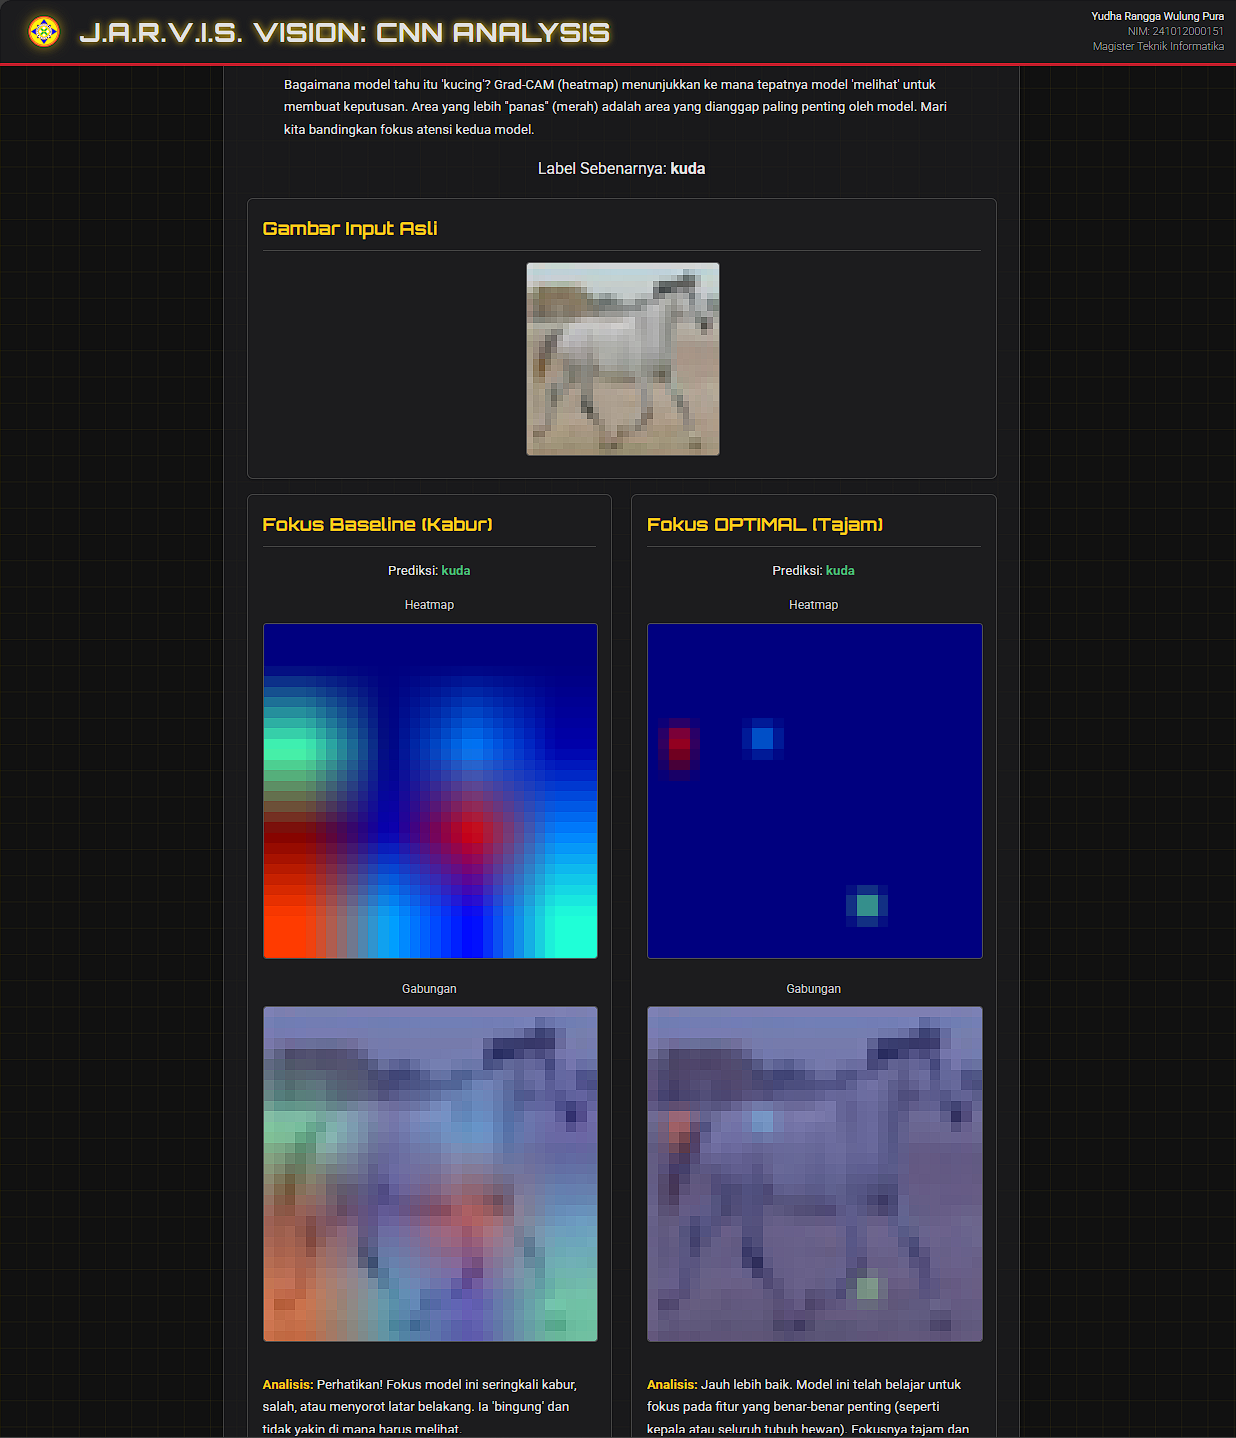 J.A.R.V.I.S. VISION: CNN ANALYSIS
Yudha Rangga Wulung Pura
NIM: 241012000151
Magister Teknik Informatika
Bagaimana model tahu itu 'kucing'? Grad-CAM (heatmap) menunjukkan ke mana tepatnya model 'melihat' untuk
membuat keputusan. Area yang lebih "panas" (merah) adalah area yang dianggap paling penting oleh model. Mari
kita bandingkan fokus atensi kedua model.
Label Sebenarnya: kuda
Gambar Input Asli
Fokus Baseline (Kabur)
Prediksi: kuda
Heatmap
Gabungan
Analisis: Perhatikan! Fokus model ini seringkali kabur,
salah, atau menyorot latar belakang. Ia 'bingung' dan
tidak yakin di mana harus melihat.
Fokus OPTIMAL (Tajam)
Prediksi: kuda
Heatmap
Gabungan
Analisis: Jauh lebih baik. Model ini telah belajar untuk
fokus pada fitur yang benar-benar penting (seperti
kepala atau seluruh tubuh hewan). Fokusnya tajam dan